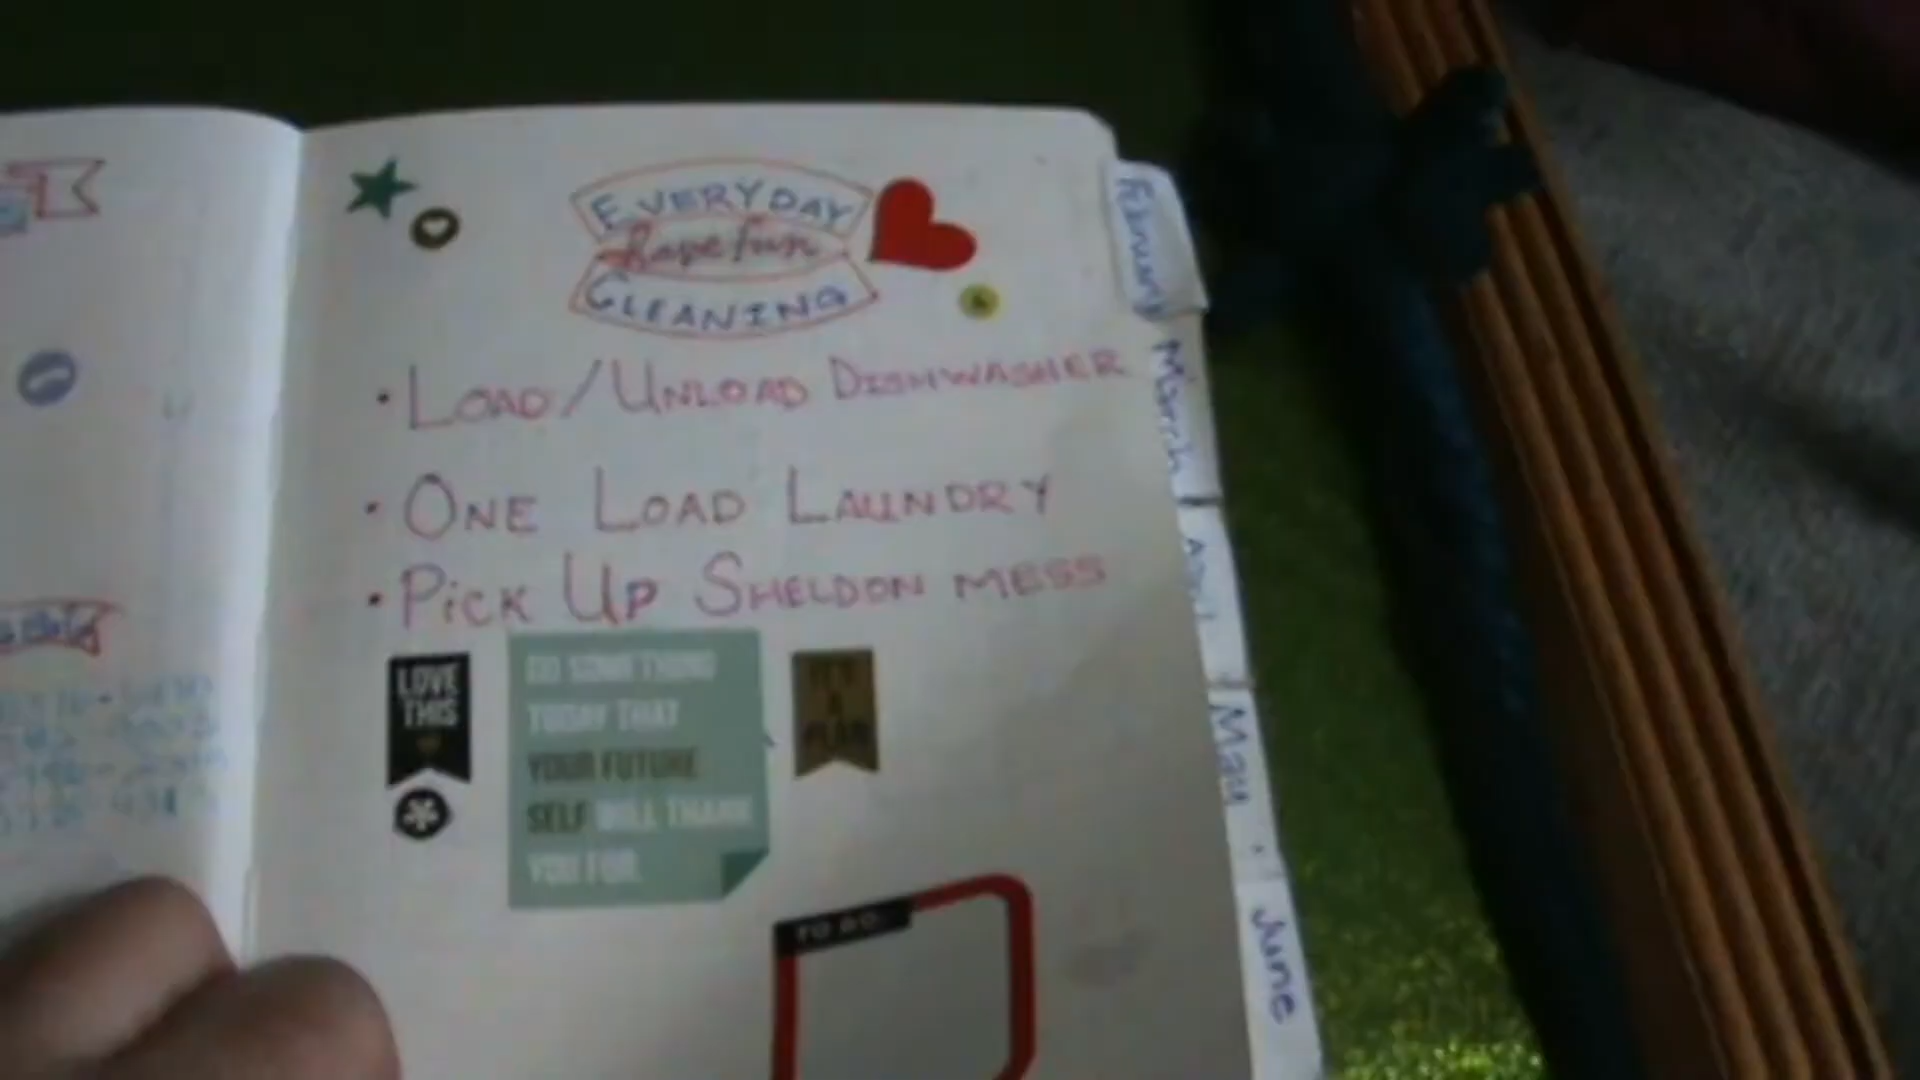 EVERYDAY
have fun
CLEANING
• LOAD/UNLOAD DISHWASHER
• ONE LOAD LAUNDRY
• PiCK UP SHELDON MESS
LOVE
THIS
DO SOMETHING
TODAY THAT
YOUR FUTURE
SELF WILL THANK
YOU FOR.
TO DO:
February
March
April
May
June